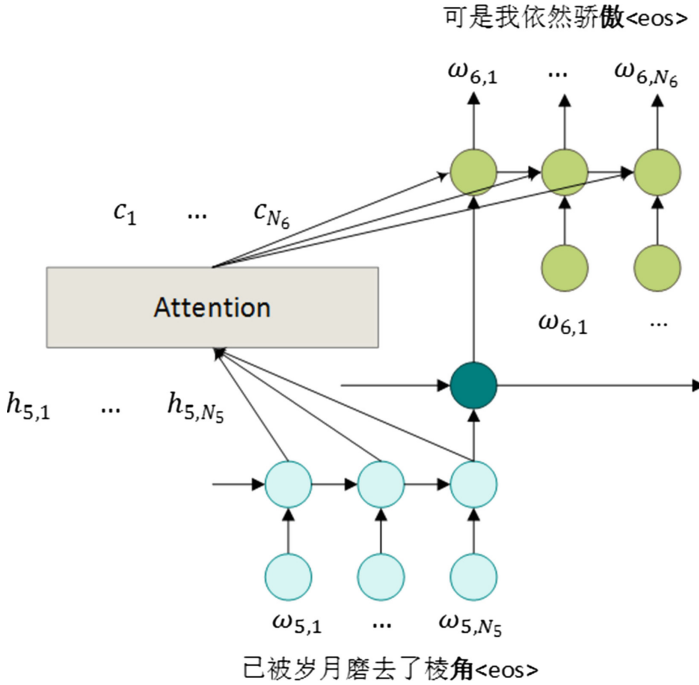 可是我依然骄傲<eos>
ω6,1 ... ω6,N6
c1 ... cN6
Attention
ω6,1 ...
h5,1 ... h5,N5
ω5,1 ... ω5,N5
已被岁月磨去了棱角<eos>